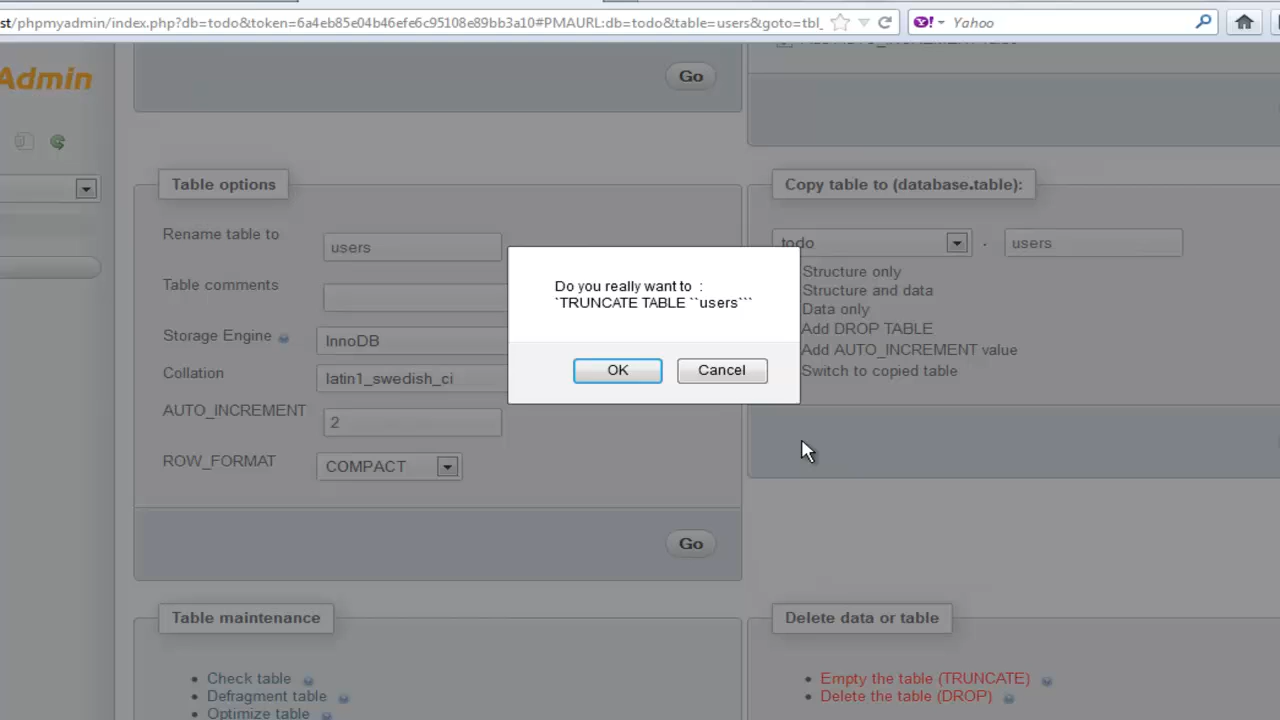 st/phpmyadmin/index.php?db=todo&token=6a4eb85e04b46efe6c95108e89bb3a10#PMAURL:db=todo&table=users&goto=tbl_
Yahoo
Admin
Go
Table options
Rename table to
users
Table comments
Storage Engine
InnoDB
Collation
latin1_swedish_ci
AUTO_INCREMENT
2
ROW_FORMAT
COMPACT
Go
Copy table to (database.table):
todo
.
users
Structure only
Structure and data
Data only
Add DROP TABLE
Add AUTO_INCREMENT value
Switch to copied table
Do you really want to :
`TRUNCATE TABLE ``users```
OK
Cancel
Table maintenance
• Check table
• Defragment table
• Optimize table
Delete data or table
• Empty the table (TRUNCATE)
• Delete the table (DROP)